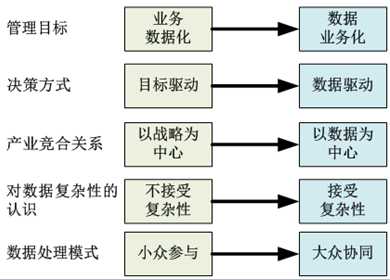 管理目标
业务
数据化
数据
业务化
决策方式
目标驱动
数据驱动
产业竞合关系
以战略为
中心
以数据为
中心
对数据复杂性的
认识
不接受
复杂性
接受
复杂性
数据处理模式
小众参与
大众协同